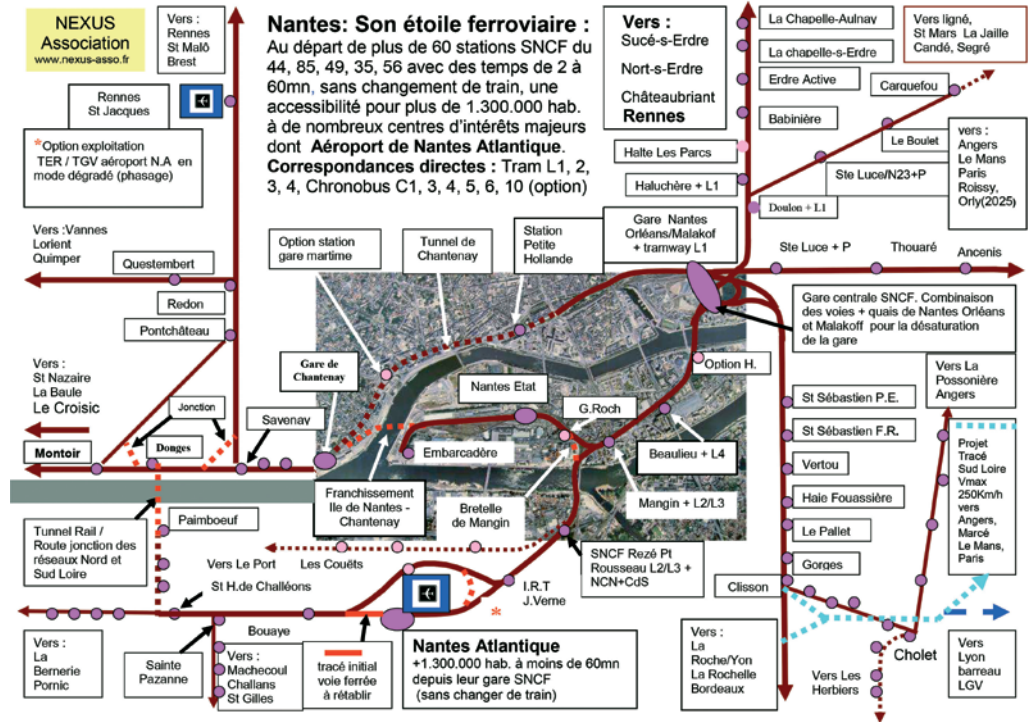 NEXUS
Association
www.nexus-asso.fr
Vers :
Rennes
St Malô
Brest
Nantes: Son étoile ferroviaire :
Au départ de plus de 60 stations SNCF du
44, 85, 49, 35, 56 avec des temps de 2 à
60mn, sans changement de train, une
accessibilité pour plus de 1.300.000 hab.
à de nombreux centres d'intérêts majeurs
dont Aéroport de Nantes Atlantique.
Correspondances directes : Tram L1, 2,
3, 4, Chronobus C1, 3, 4, 5, 6, 10 (option)
Vers :
Sucé-s-Erdre
Nort-s-Erdre
Châteaubriant
Rennes
La Chapelle-Aulnay
La chapelle-s-Erdre
Erdre Active
Babinière
Halte Les Parcs
Haluchère + L1
Vers ligné,
St Mars La Jaille
Candé, Segré
Carquefou
Le Boulet
Ste Luce/N23+P
Doulon + L1
vers :
Angers
Le Mans
Paris
Roissy,
Orly(2025)
Rennes
St Jacques
*Option exploitation
TER / TGV aéroport N.A en
mode dégradé (phasage)
Vers :Vannes
Lorient
Quimper
Questembert
Redon
Pontchâteau
Option station
gare martime
Tunnel de
Chantenay
Station
Petite
Hollande
Gare Nantes
Orléans/Malakof
+ tramway L1
Ste Luce + P
Thouaré
Ancenis
Gare centrale SNCF. Combinaison
des voies + quais de Nantes Orléans
et Malakoff pour la désaturation
de la gare
Vers :
St Nazaire
La Baule
Le Croisic
Jonction
Savenay
Gare de
Chantenay
Nantes Etat
G.Roch
Option H.
Montoir
Donges
Embarcadère
Beaulieu + L4
Mangin + L2/L3
Franchissement
Ile de Nantes -
Chantenay
Bretelle
de Mangin
St Sébastien P.E.
St Sébastien F.R.
Vertou
Haie Fouassière
Le Pallet
Gorges
Clisson
Vers La
Possonière
Angers
Projet
Tracé
Sud Loire
Vmax
250Km/h
vers
Angers,
Marcé
Le Mans,
Paris
Tunnel Rail /
Route jonction des
réseaux Nord et
Sud Loire
Paimboeuf
Vers Le Port
Les Couêts
St H.de Challéons
SNCF Rezé Pt
Rousseau L2/L3 +
NCN+CdS
I.R.T
J.Verne
*
Vers :
La
Bernerie
Pornic
Sainte
Pazanne
Bouaye
Vers :
Machecoul
Challans
St Gilles
tracé initial
voie ferrée
à rétablir
Nantes Atlantique
+1.300.000 hab. à moins de 60mn
depuis leur gare SNCF
(sans changer de train)
Vers :
La
Roche/Yon
La Rochelle
Bordeaux
Cholet
Vers Les
Herbiers
Vers
Lyon
barreau
LGV